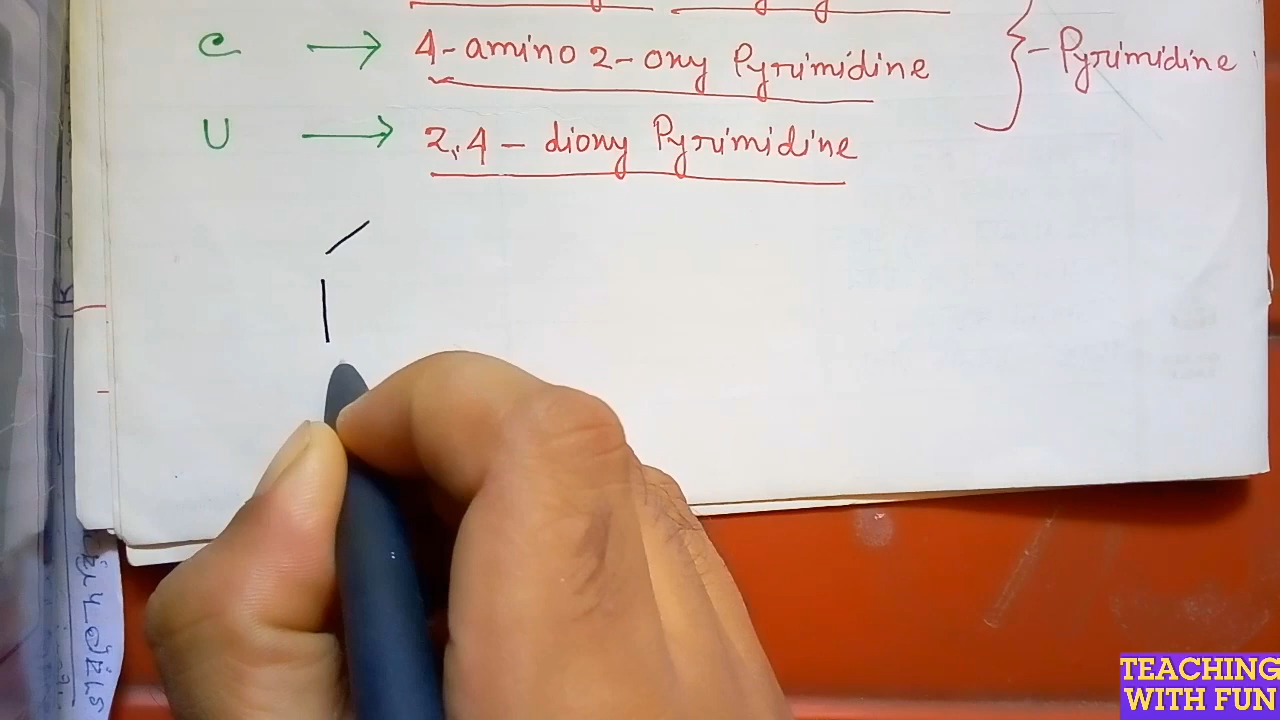 C → 4-amino 2-oxy Pyrimidine
U → 2,4 - dioxy Pyrimidine
} - Pyrimidine
TEACHING
WITH FUN